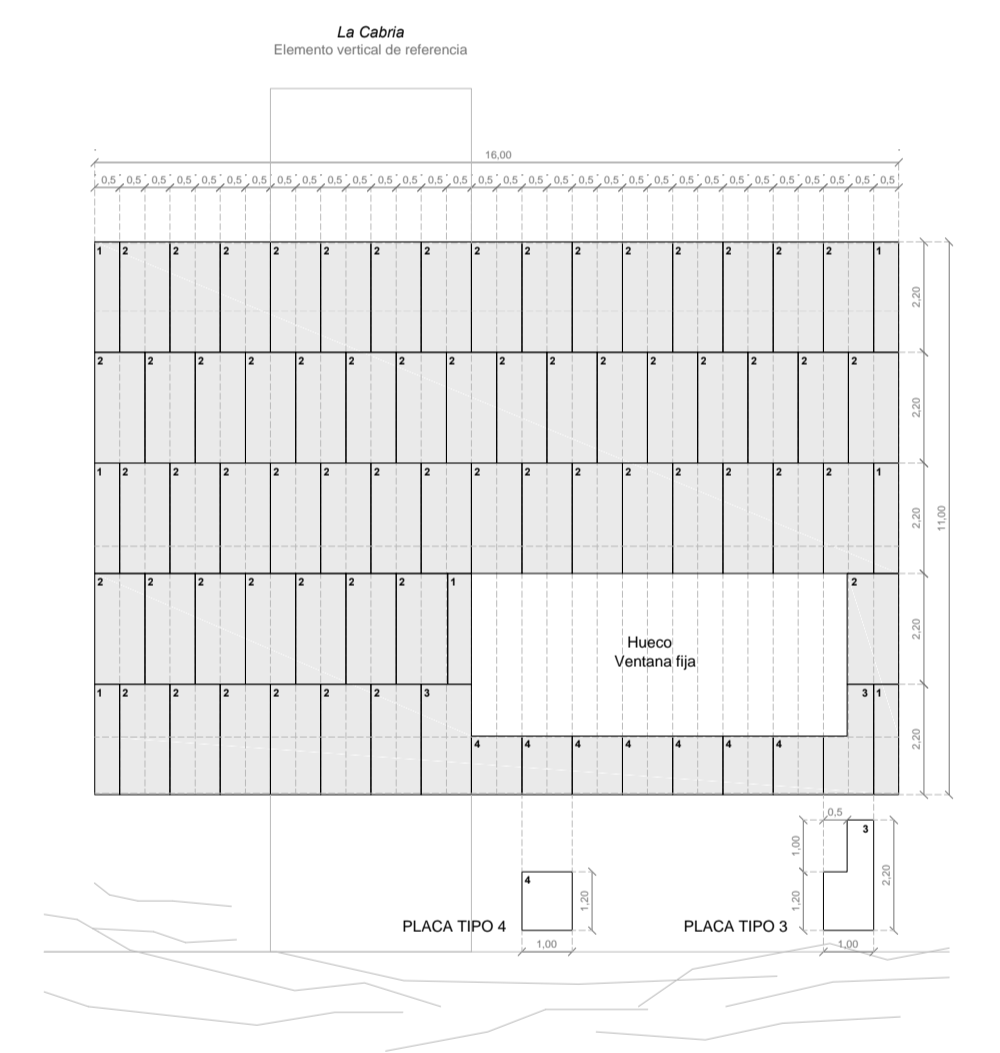 La Cabria
Elemento vertical de referencia
16,00
0,5 0,5 0,5 0,5 0,5 0,5 0,5 0,5 0,5 0,5 0,5 0,5 0,5 0,5 0,5 0,5 0,5 0,5 0,5 0,5 0,5 0,5 0,5 0,5 0,5 0,5 0,5 0,5 0,5 0,5 0,5 0,5
1 2 2 2 2 2 2 2 2 2 2 2 2 2 2 2 1
2,20
2 2 2 2 2 2 2 2 2 2 2 2 2 2 2 2
2,20
1 2 2 2 2 2 2 2 2 2 2 2 2 2 2 2 1
2,20
11,00
2 2 2 2 2 2 2 1 2
2,20
Hueco
Ventana fija
1 2 2 2 2 2 2 3 3 1
2,20
4 4 4 4 4 4 4
0,5
3
1,00
2,20
4
1,20
1,20
PLACA TIPO 4
PLACA TIPO 3
1,00
1,00